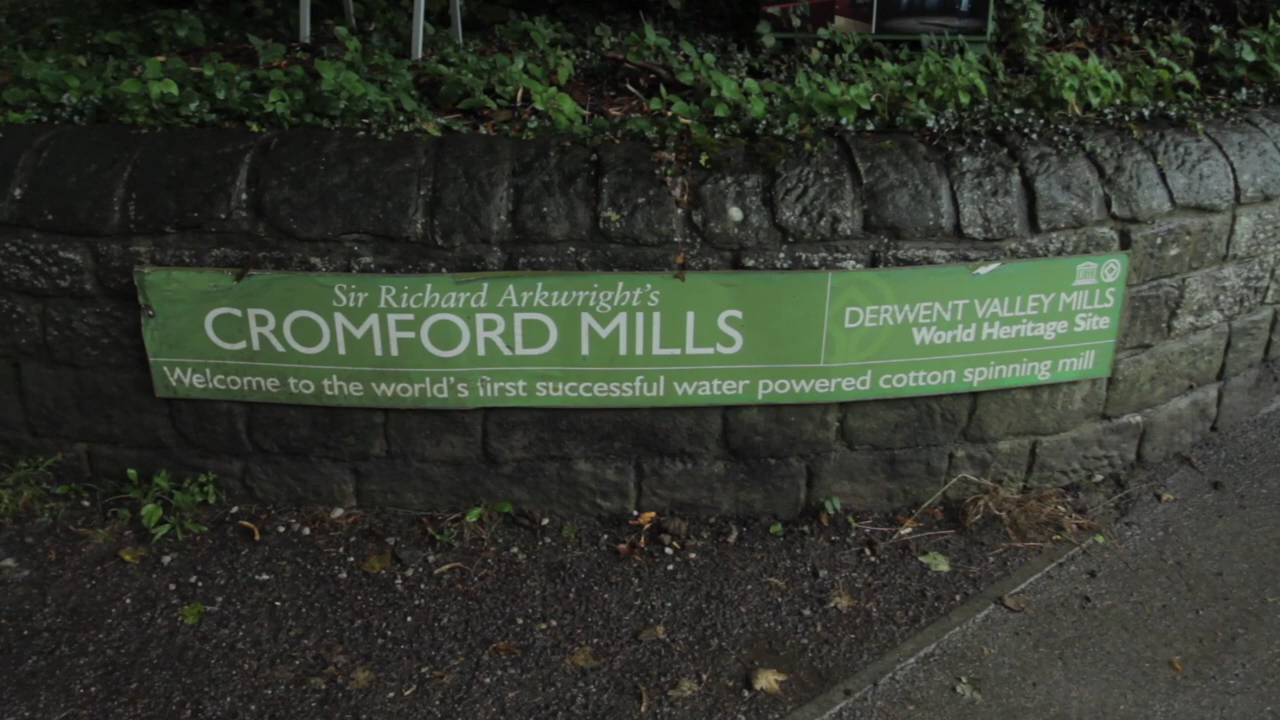 Sir Richard Arkwright's
CROMFORD MILLS
DERWENT VALLEY MILLS
World Heritage Site
Welcome to the world's first successful water powered cotton spinning mill